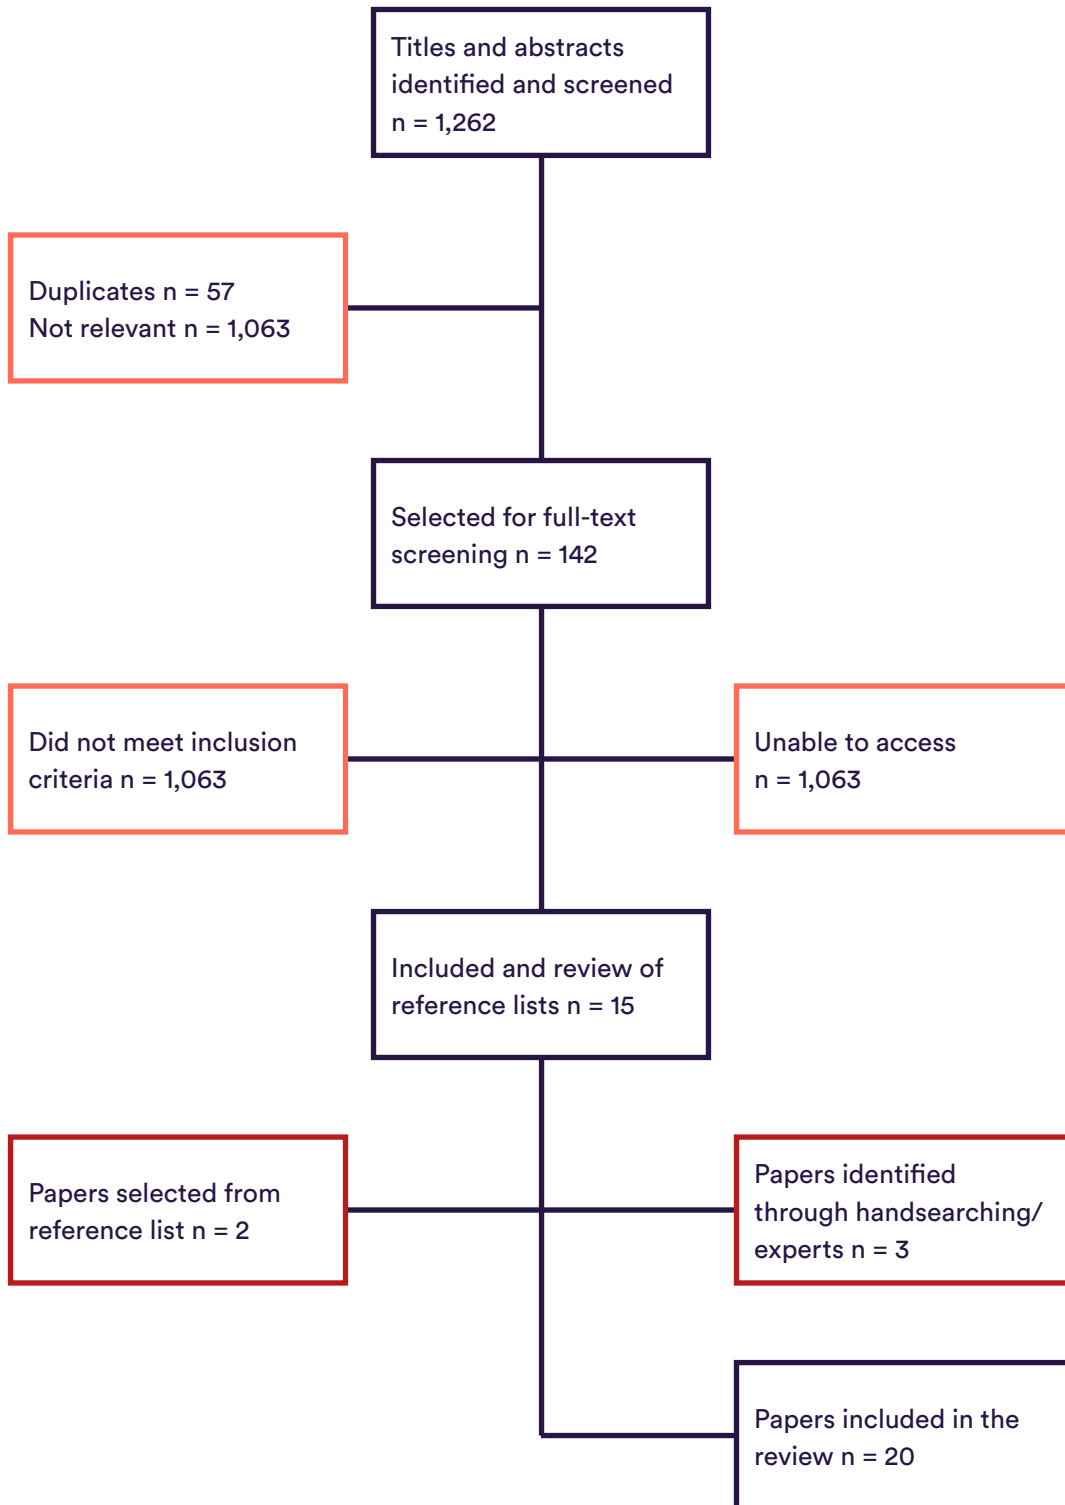 Titles and abstracts
identified and screened
n = 1,262
Duplicates n = 57
Not relevant n = 1,063
Selected for full-text
screening n = 142
Did not meet inclusion
criteria n = 1,063
Unable to access
n = 1,063
Included and review of
reference lists n = 15
Papers selected from
reference list n = 2
Papers identified
through handsearching/
experts n = 3
Papers included in the
review n = 20